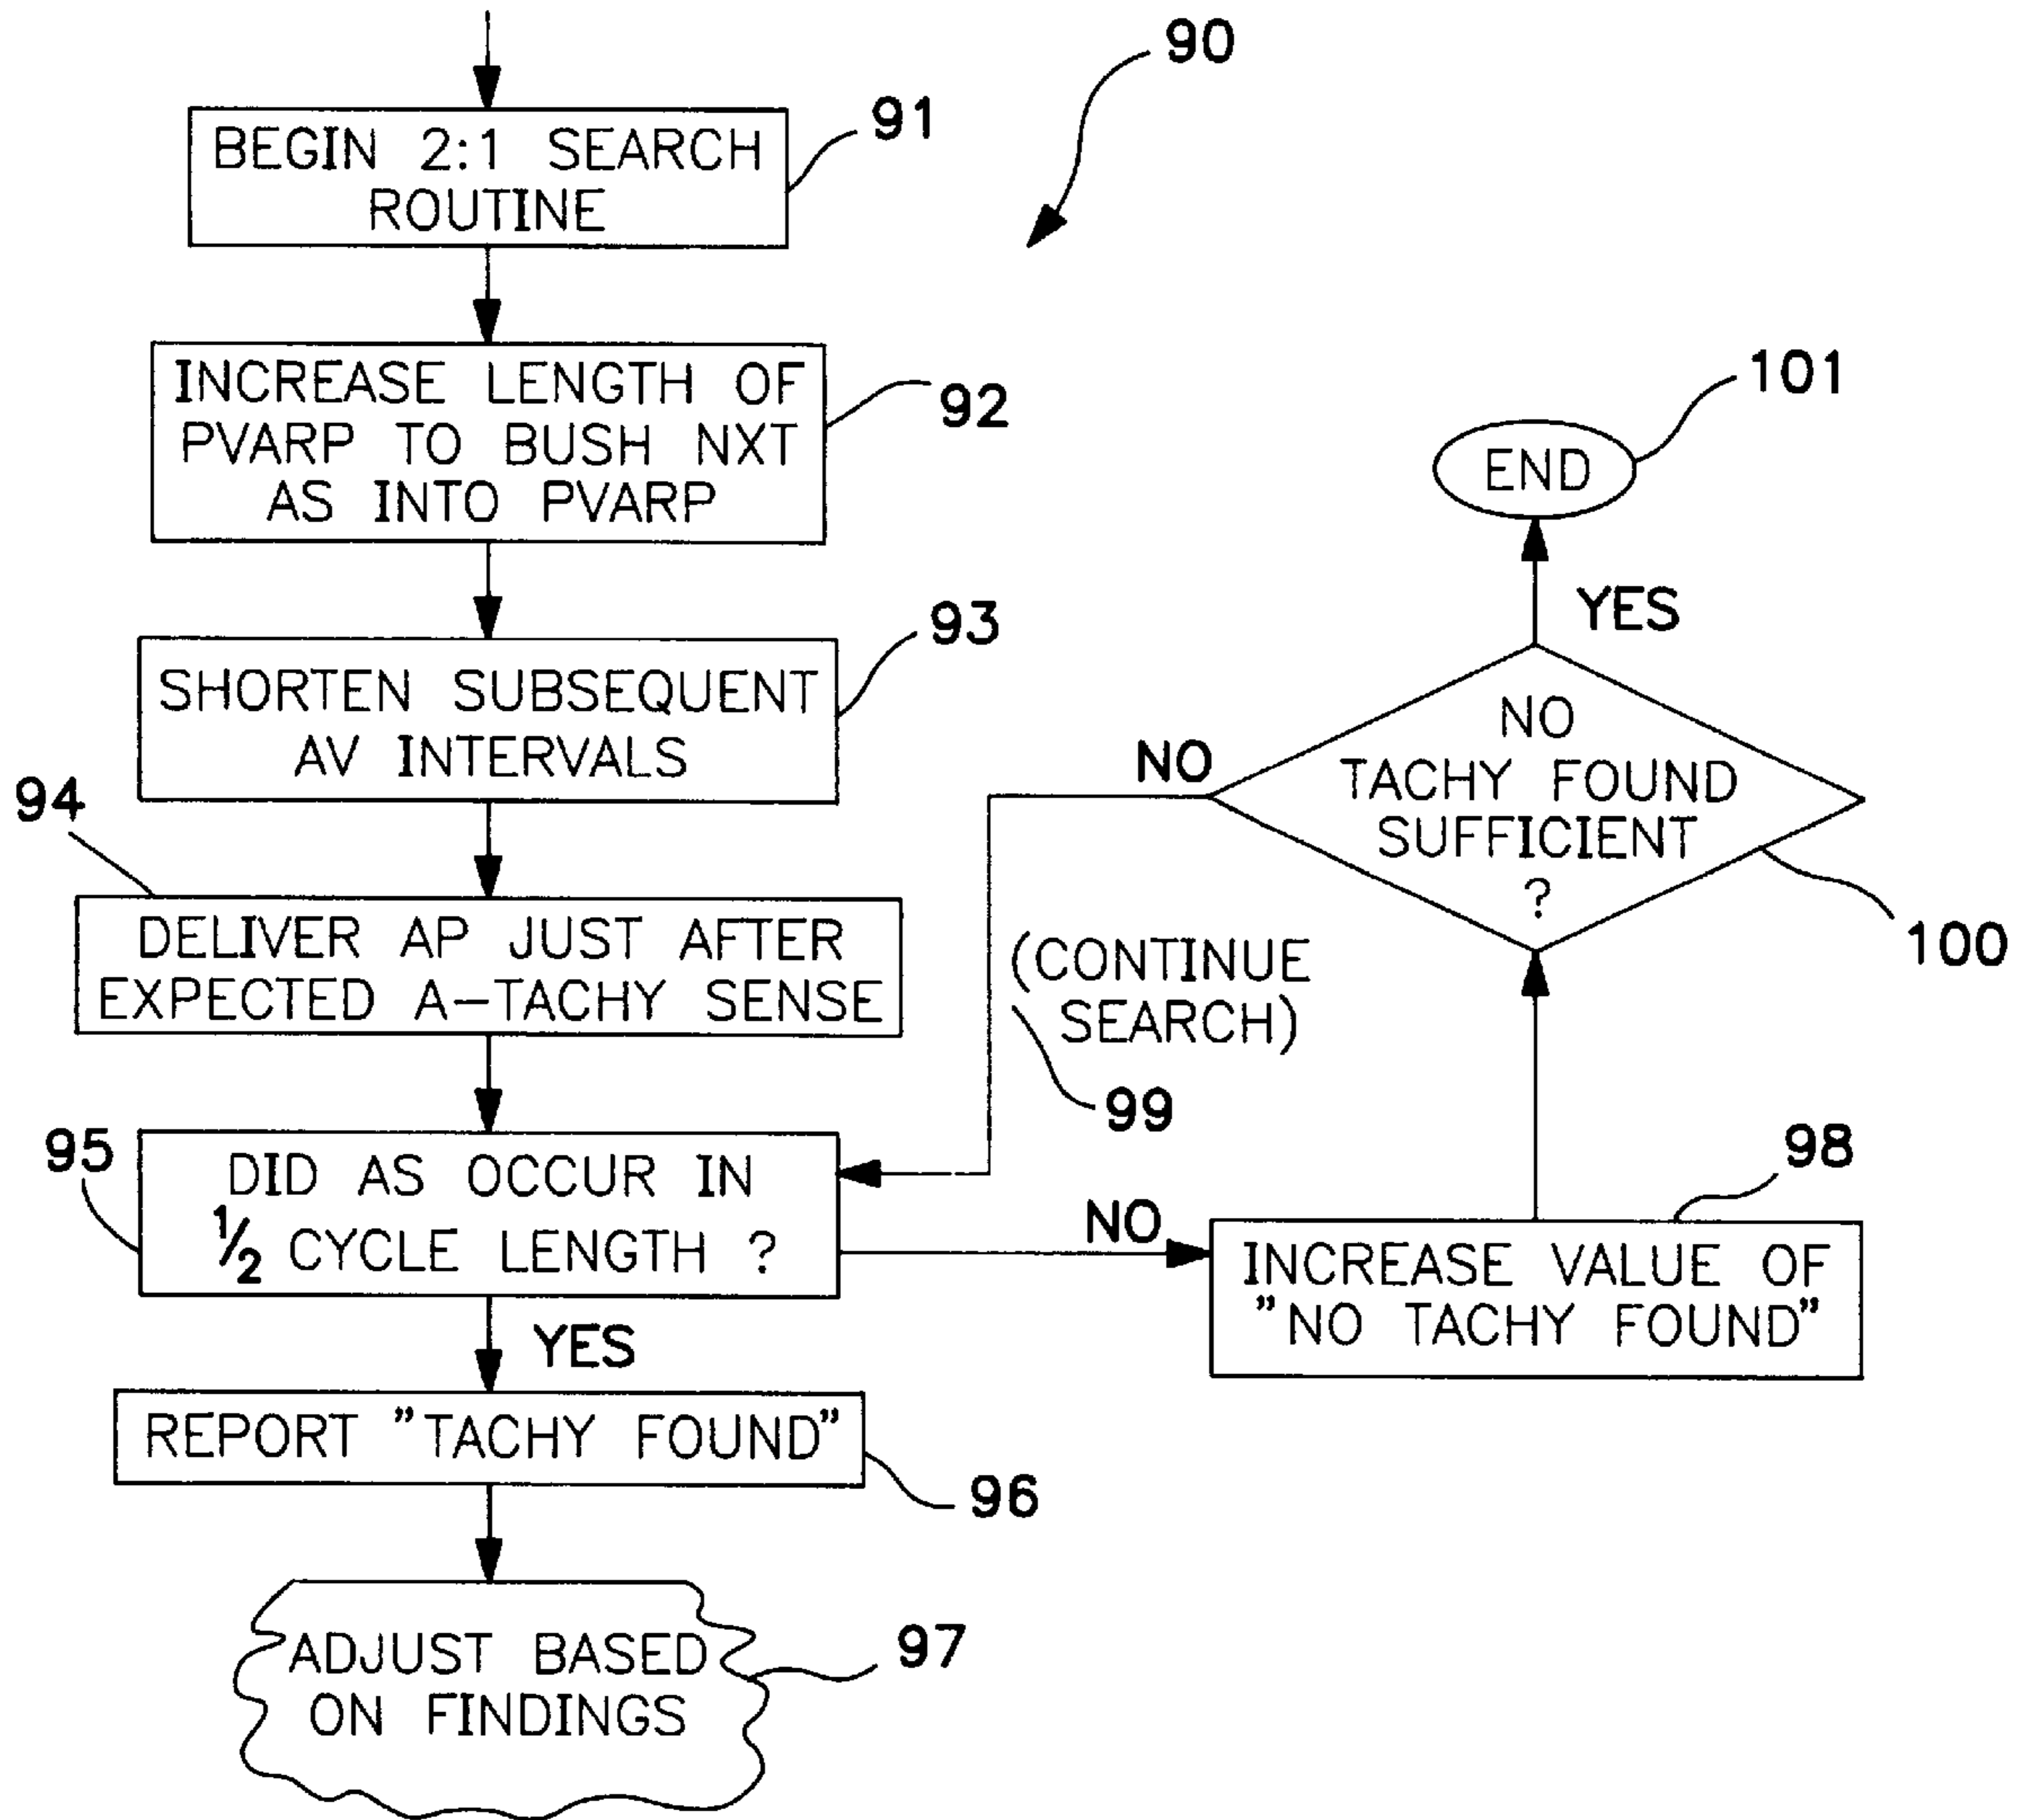 90
BEGIN 2:1 SEARCH
ROUTINE
91
INCREASE LENGTH OF
PVARP TO BUSH NXT
AS INTO PVARP
92
SHORTEN SUBSEQUENT
AV INTERVALS
93
94
DELIVER AP JUST AFTER
EXPECTED A-TACHY SENSE
95
DID AS OCCUR IN
1/2 CYCLE LENGTH ?
YES
NO
REPORT "TACHY FOUND"
96
ADJUST BASED
ON FINDINGS
97
INCREASE VALUE OF
"NO TACHY FOUND"
98
NO
TACHY FOUND
SUFFICIENT
?
100
NO
(CONTINUE
SEARCH)
99
YES
END
101